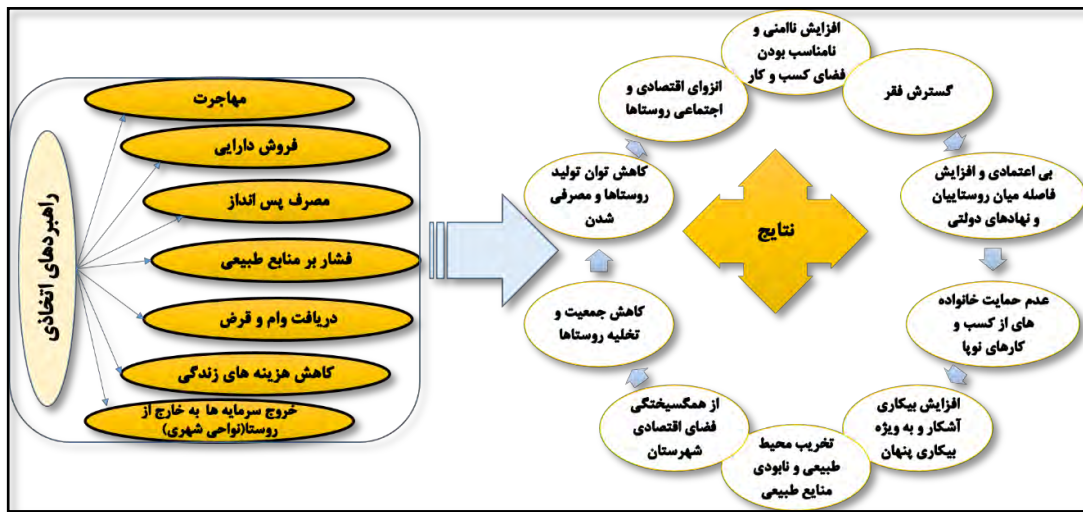 راهبردهای اتخاذی
مهاجرت
فروش دارایی
مصرف پس انداز
فشار بر منابع طبیعی
دریافت وام و قرض
کاهش هزینه های زندگی
خروج سرمایه ها به خارج از
روستا(نواحی شهری)
نتایج
افزایش ناامنی و
نامناسب بودن
فضای کسب و کار
گسترش فقر
بی اعتمادی و افزایش
فاصله میان روستاییان
و نهادهای دولتی
عدم حمایت خانواده
های از کسب و
کارهای نوپا
افزایش بیکاری
آشکار و به ویژه
بیکاری پنهان
تخریب محیط
طبیعی و نابودی
منابع طبیعی
از همگسیختگی
فضای اقتصادی
شهرستان
کاهش جمعیت و
تخلیه روستاها
کاهش توان تولید
روستاها و مصرفی
شدن
انزوای اقتصادی و
اجتماعی روستاها